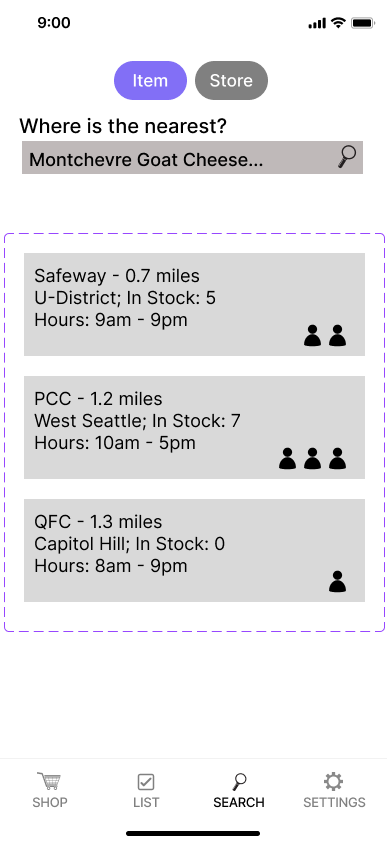 9:00
Item Store
Where is the nearest?
Montchevre Goat Cheese...
Safeway - 0.7 miles
U-District; In Stock: 5
Hours: 9am - 9pm
PCC - 1.2 miles
West Seattle; In Stock: 7
Hours: 10am - 5pm
QFC - 1.3 miles
Capitol Hill; In Stock: 0
Hours: 8am - 9pm
SHOP LIST SEARCH SETTINGS